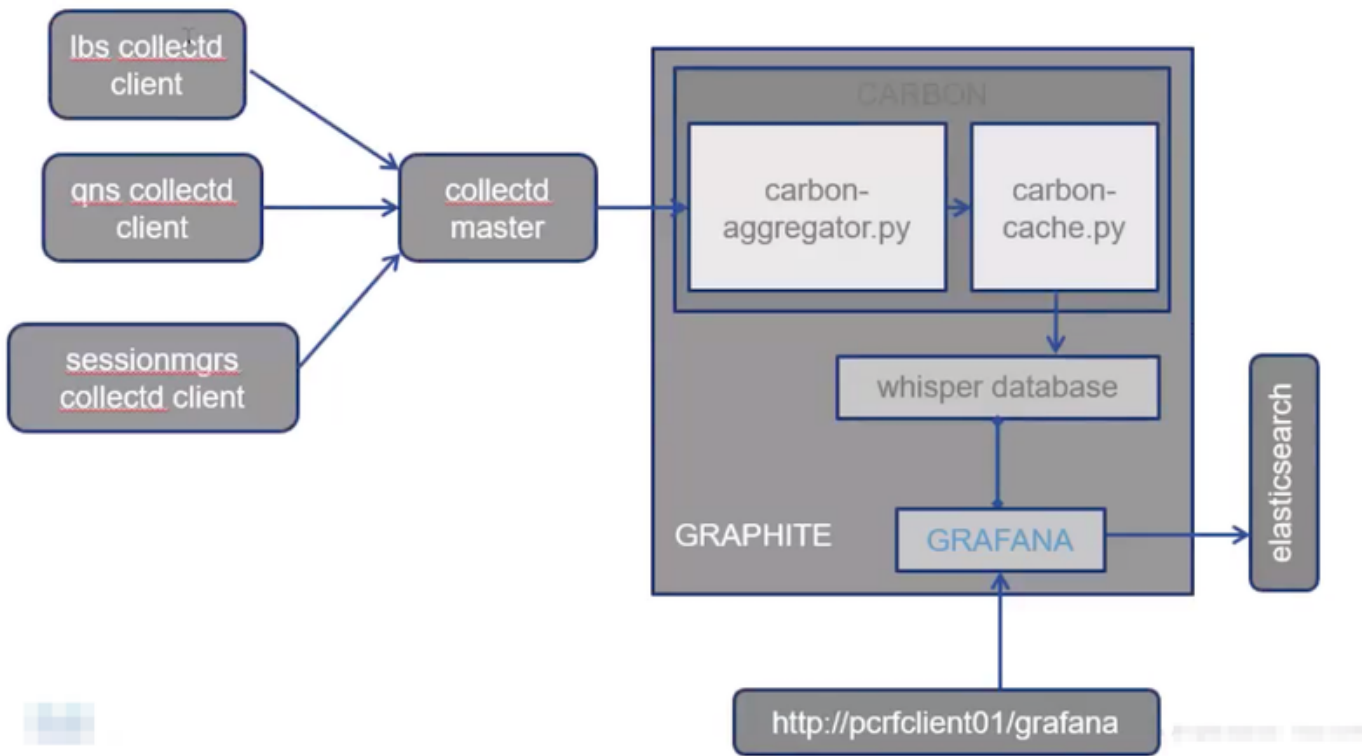 lbs collectd
client
qns collectd
client
sessionmgrs
collectd client
collectd
master
CARBON
carbon-
aggregator.py
carbon-
cache.py
whisper database
GRAPHITE
GRAFANA
elasticsearch
http://pcrfclient01/grafana